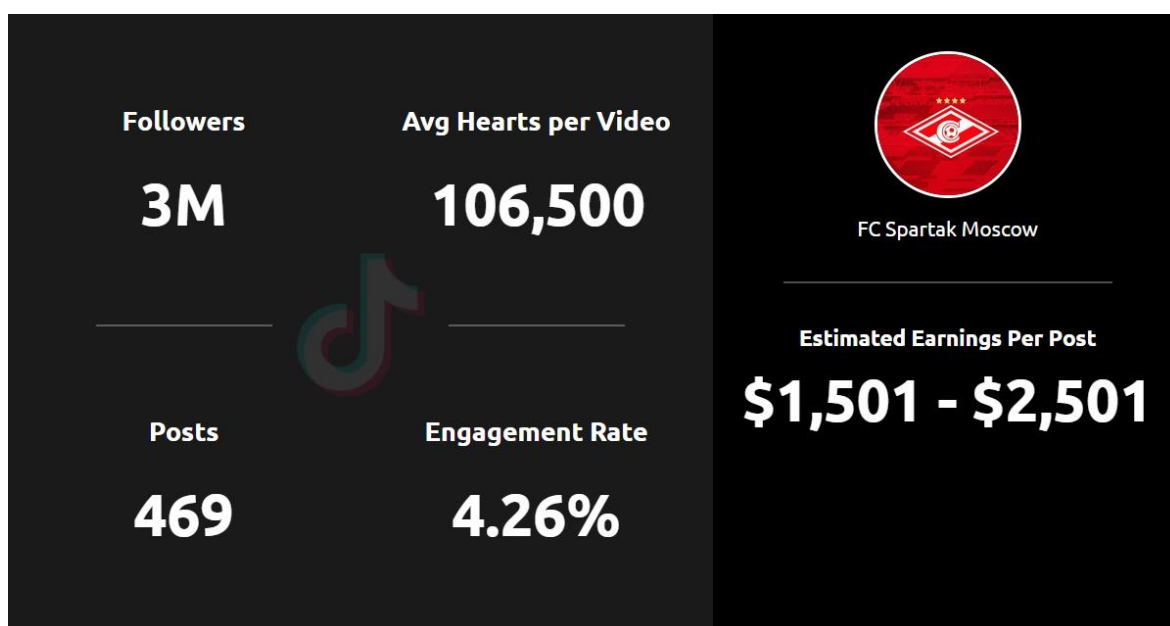 Followers
3M
Avg Hearts per Video
106,500
Posts
469
Engagement Rate
4.26%
FC Spartak Moscow
Estimated Earnings Per Post
$1,501 - $2,501